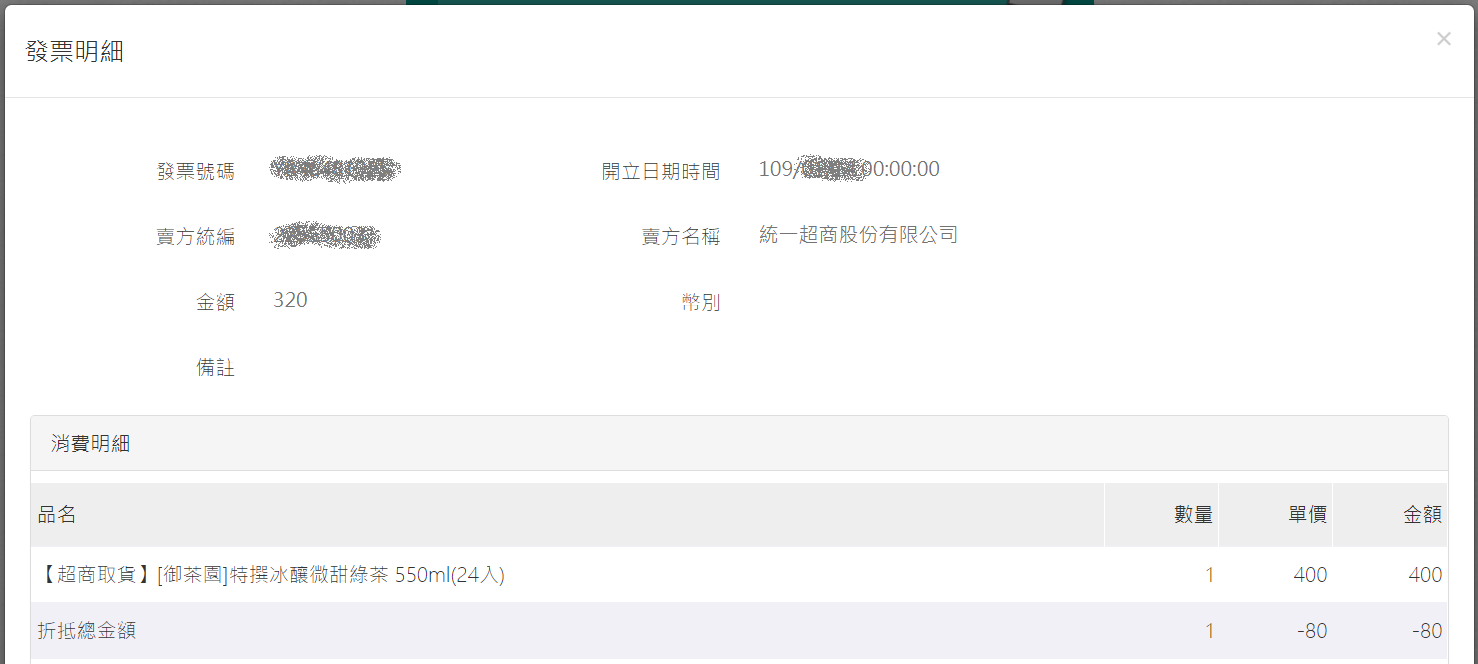 發票明細
×
發票號碼
開立日期時間 109/ 00:00:00
賣方統編
賣方名稱 統一超商股份有限公司
金額 320
幣別
備註
消費明細
品名 數量 單價 金額
【超商取貨】[御茶園]特撰冰釀微甜綠茶 550ml(24入) 1 400 400
折抵總金額 1 -80 -80